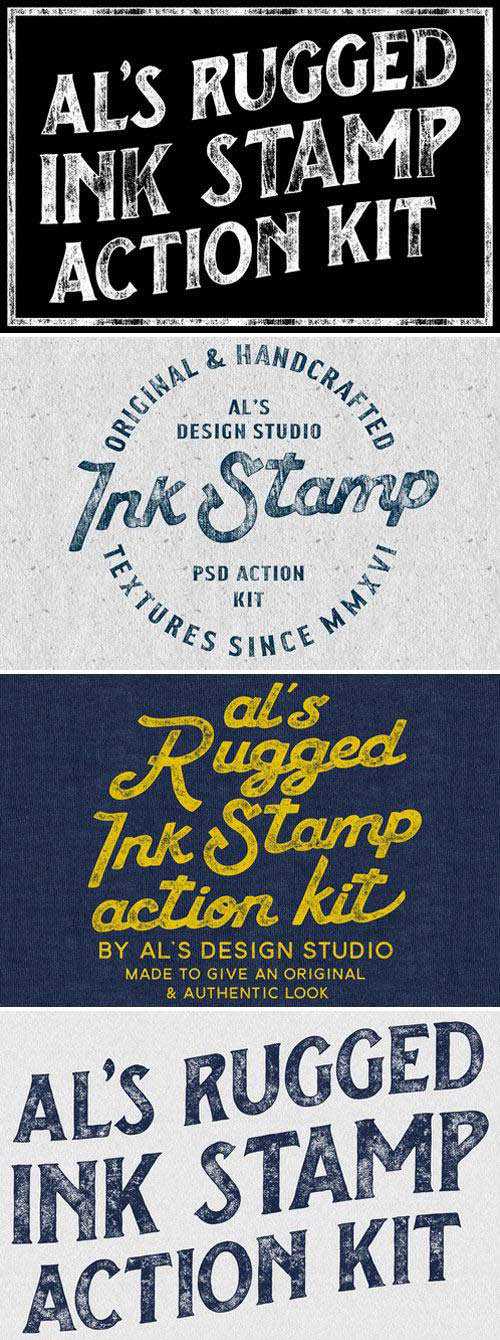 AL'S RUGGED
INK STAMP
ACTION KIT
ORIGINAL & HANDCRAFTED
AL'S
DESIGN STUDIO
Ink Stamp
PSD ACTION
KIT
TEXTURES SINCE MMXVI
al's
Rugged
Ink Stamp
action kit
BY AL'S DESIGN STUDIO
MADE TO GIVE AN ORIGINAL
& AUTHENTIC LOOK
AL'S RUGGED
INK STAMP
ACTION KIT